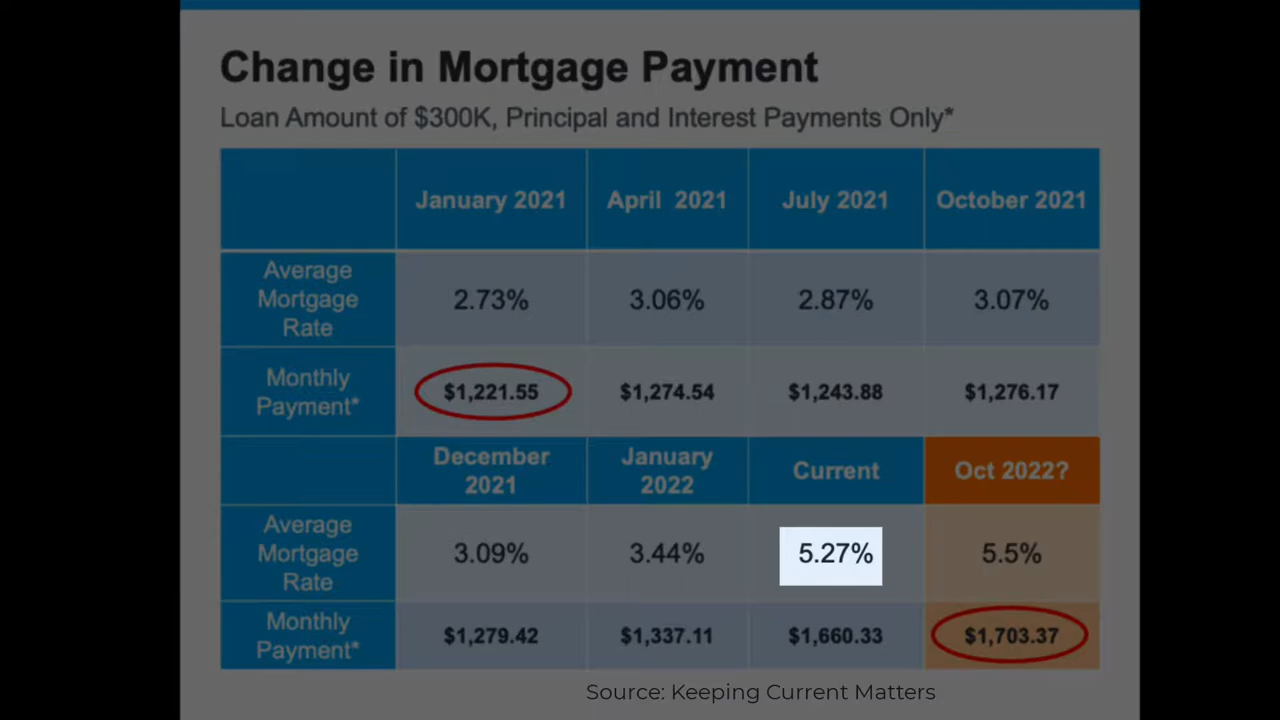 Change in Mortgage Payment
Loan Amount of $300K, Principal and Interest Payments Only*
January 2021 April 2021 July 2021 October 2021
Average
Mortgage
Rate
2.73% 3.06% 2.87% 3.07%
Monthly
Payment*
$1,221.55 $1,274.54 $1,243.88 $1,276.17
December
2021
January
2022
Current
Oct 2022?
Average
Mortgage
Rate
3.09% 3.44% 5.27% 5.5%
Monthly
Payment*
$1,279.42 $1,337.11 $1,660.33 $1,703.37
Source: Keeping Current Matters